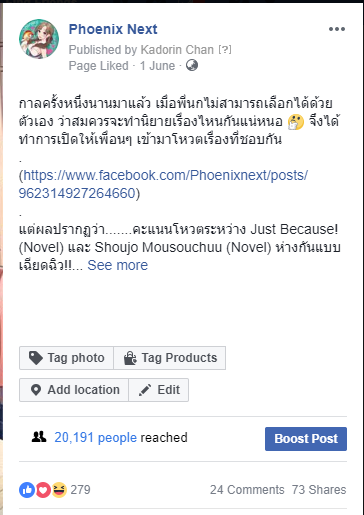 Phoenix Next
Published by Kadorin Chan [?]
Page Liked · 1 June ·
กาลครั้งหนึ่งนานมาแล้ว เมื่อพี่นกไม่สามารถเลือกได้ด้วย
ตัวเอง ว่าสมควรจะทำนิยายเรื่องไหนกันแน่หนอ 🤔 จึงได้
ทำการเปิดให้เพื่อนๆ เข้ามาโหวตเรื่องที่ชอบกัน
.
(https://www.facebook.com/Phoenixnext/posts/
962314927264660)
.
แต่ผลปรากฏว่า.......คะแนนโหวตระหว่าง Just Because!
(Novel) และ Shoujo Mousouchuu (Novel) ห่างกันแบบ
เฉียดฉิว!!... See more
Tag photo Tag Products
Add location Edit
20,191 people reached Boost Post
279 24 Comments 73 Shares